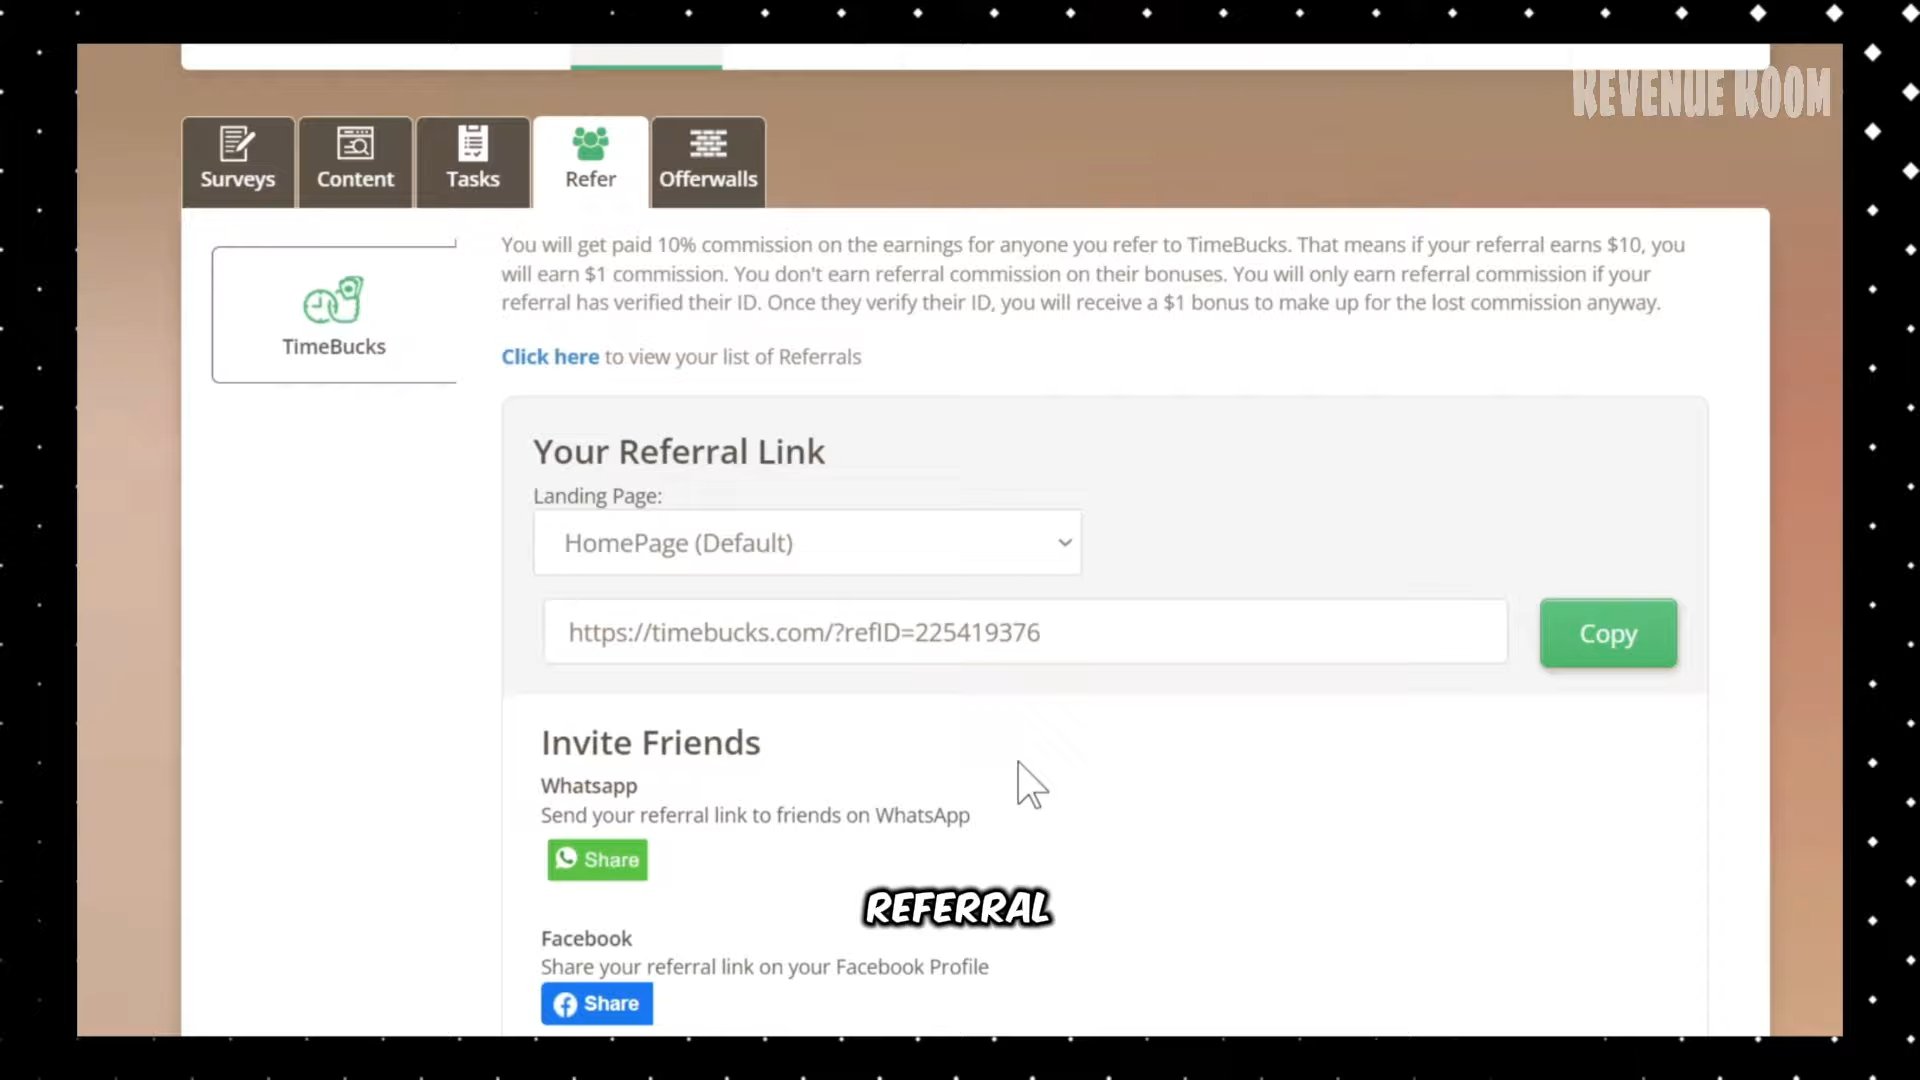 REVENUE ROOM
Surveys
Content
Tasks
Refer
Offerwalls
TimeBucks
You will get paid 10% commission on the earnings for anyone you refer to TimeBucks. That means if your referral earns $10, you
will earn $1 commission. You don't earn referral commission on their bonuses. You will only earn referral commission if your
referral has verified their ID. Once they verify their ID, you will receive a $1 bonus to make up for the lost commission anyway.
Click here to view your list of Referrals
Your Referral Link
Landing Page:
HomePage (Default)
https://timebucks.com/?refID=225419376
Copy
Invite Friends
Whatsapp
Send your referral link to friends on WhatsApp
Share
REFERRAL
Facebook
Share your referral link on your Facebook Profile
Share